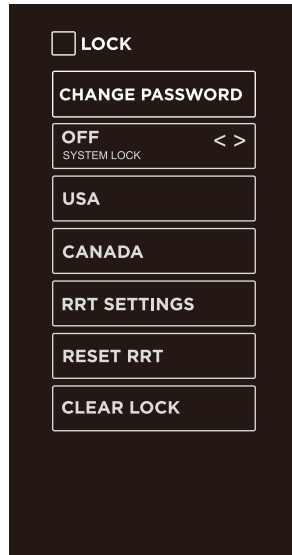 LOCK
CHANGE PASSWORD
OFF < >
SYSTEM LOCK
USA
CANADA
RRT SETTINGS
RESET RRT
CLEAR LOCK